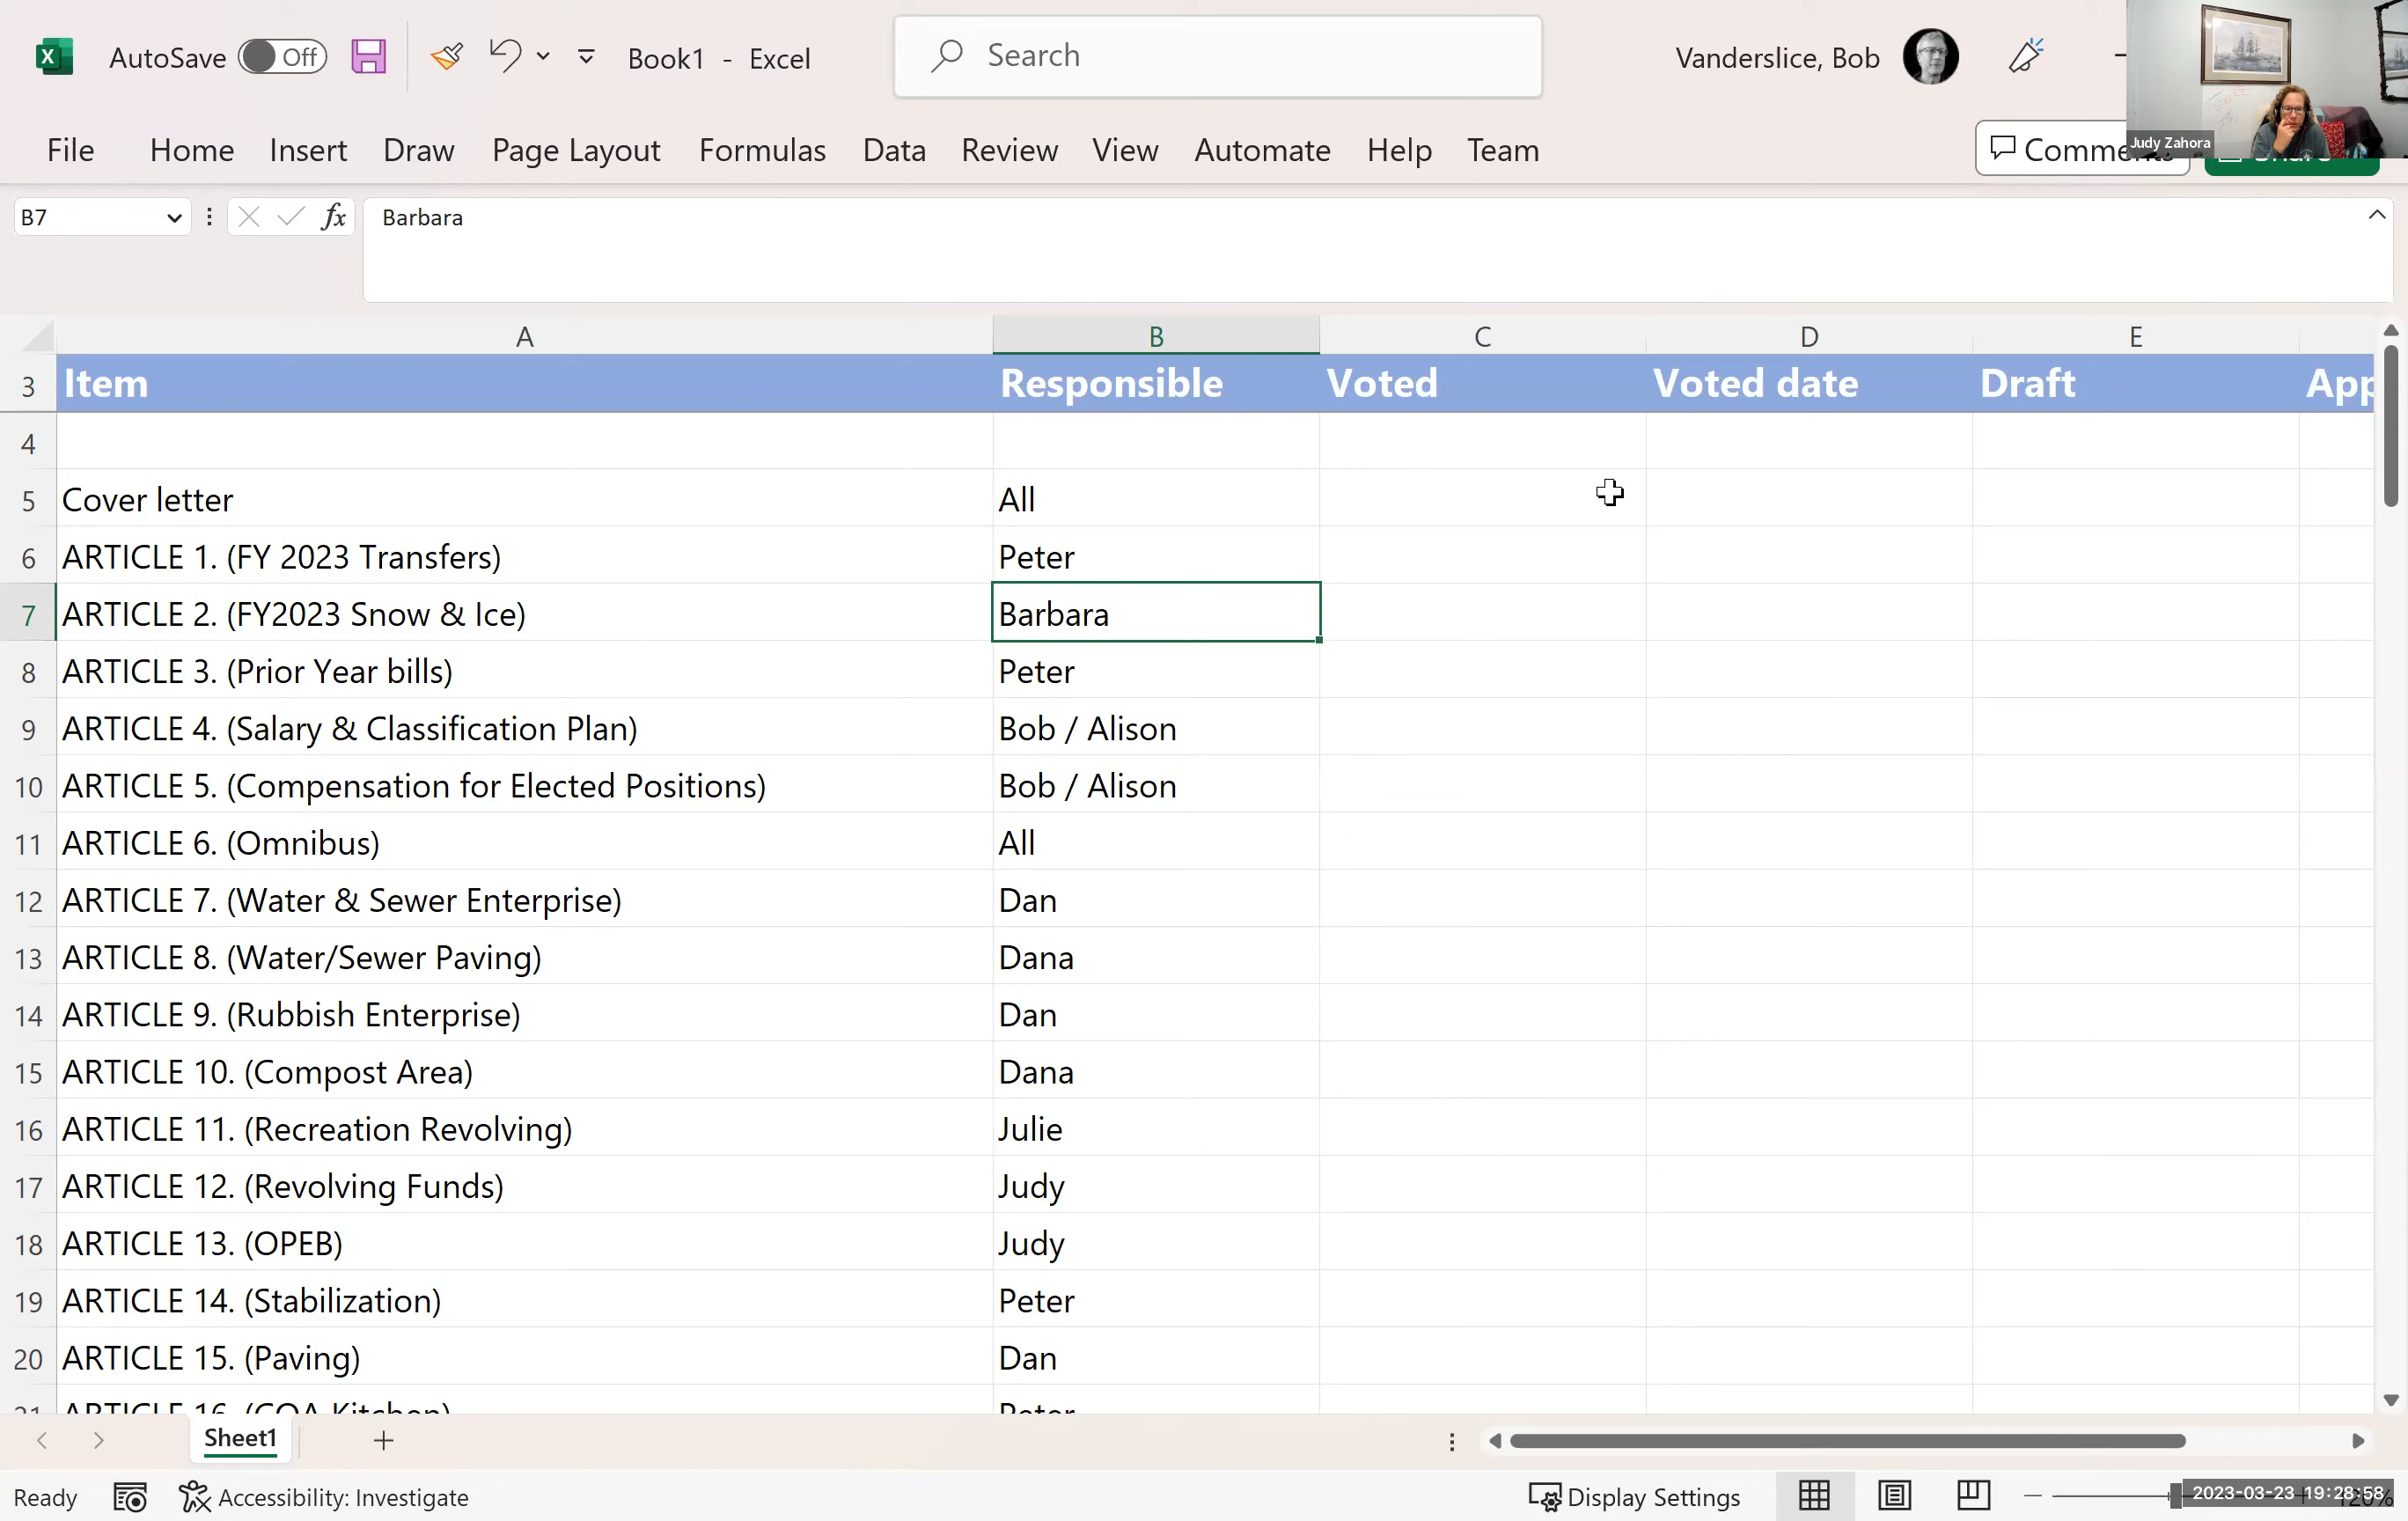 AutoSave Off Book1 - Excel Search Vanderslice, Bob
File Home Insert Draw Page Layout Formulas Data Review View Automate Help Team
Judy Zahora
B7 fx Barbara
A B C D E
3 Item Responsible Voted Voted date Draft
4
5 Cover letter All
6 ARTICLE 1. (FY 2023 Transfers) Peter
7 ARTICLE 2. (FY2023 Snow & Ice) Barbara
8 ARTICLE 3. (Prior Year bills) Peter
9 ARTICLE 4. (Salary & Classification Plan) Bob / Alison
10 ARTICLE 5. (Compensation for Elected Positions) Bob / Alison
11 ARTICLE 6. (Omnibus) All
12 ARTICLE 7. (Water & Sewer Enterprise) Dan
13 ARTICLE 8. (Water/Sewer Paving) Dana
14 ARTICLE 9. (Rubbish Enterprise) Dan
15 ARTICLE 10. (Compost Area) Dana
16 ARTICLE 11. (Recreation Revolving) Julie
17 ARTICLE 12. (Revolving Funds) Judy
18 ARTICLE 13. (OPEB) Judy
19 ARTICLE 14. (Stabilization) Peter
20 ARTICLE 15. (Paving) Dan
21 ARTICLE 16. (COA Kitchen) Peter
Sheet1
Ready Accessibility: Investigate Display Settings 2023-03-23 19:28:58